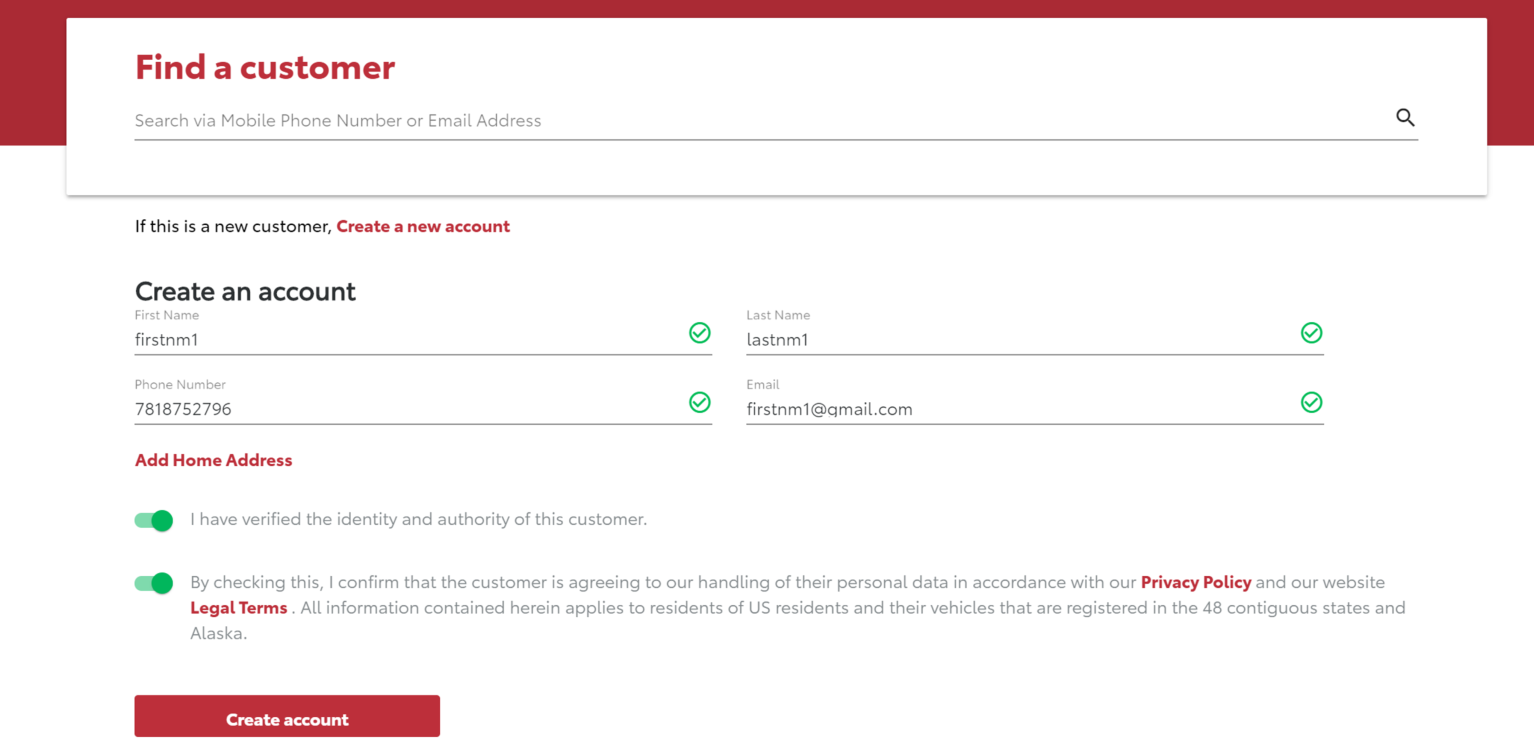 Find a customer
Search via Mobile Phone Number or Email Address
If this is a new customer, Create a new account
Create an account
First Name
firstnm1
Last Name
lastnm1
Phone Number
7818752796
Email
firstnm1@gmail.com
Add Home Address
I have verified the identity and authority of this customer.
By checking this, I confirm that the customer is agreeing to our handling of their personal data in accordance with our Privacy Policy and our website
Legal Terms . All information contained herein applies to residents of US residents and their vehicles that are registered in the 48 contiguous states and
Alaska.
Create account